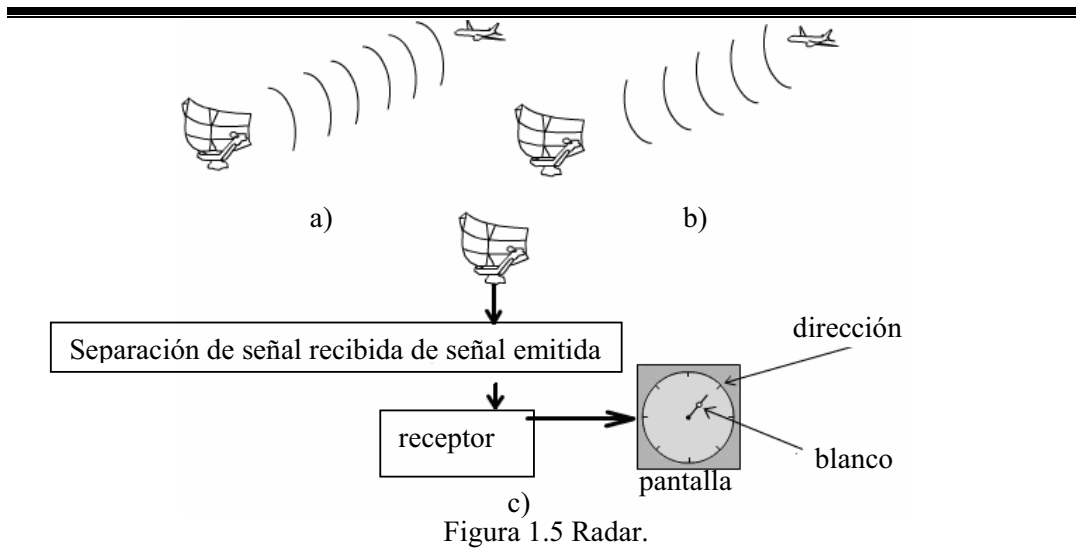 a)
b)
Separación de señal recibida de señal emitida
dirección
receptor
blanco
pantalla
c)
Figura 1.5 Radar.